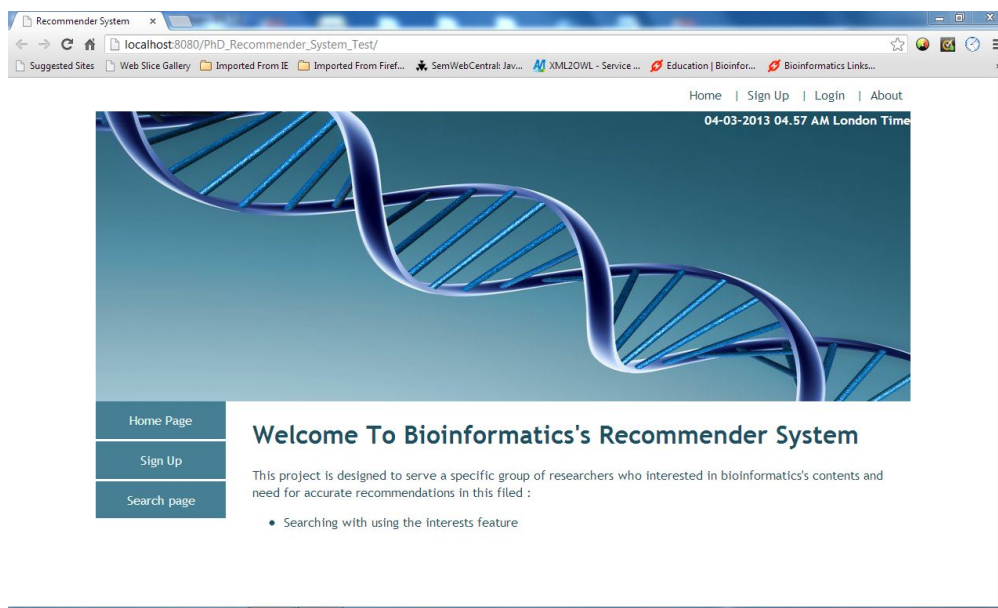 Recommender System
localhost:8080/PhD_Recommender_System_Test/
Suggested Sites Web Slice Gallery Imported From IE Imported From Firef... SemWebCentral: Jav... XML2OWL - Service ... Education | Bioinfor... Bioinformatics Links...
Home | Sign Up | Login | About
04-03-2013 04.57 AM London Time
Home Page
Sign Up
Search page
Welcome To Bioinformatics's Recommender System
This project is designed to serve a specific group of researchers who interested in bioinformatics's contents and
need for accurate recommendations in this filed :
• Searching with using the interests feature